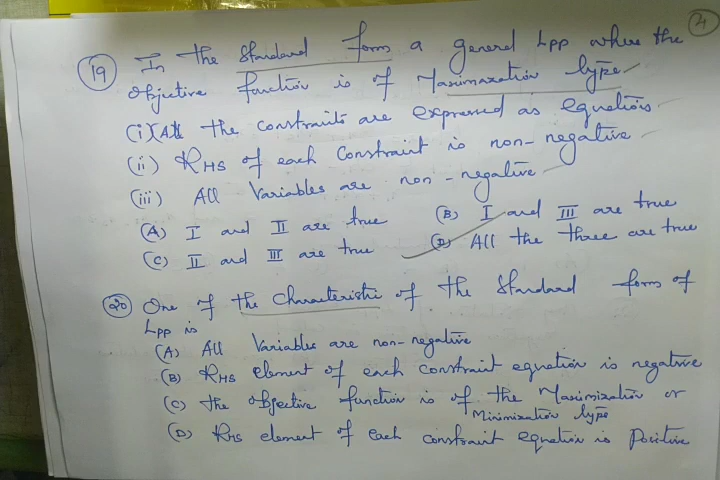 4
(19) In the Standard form a general Lpp where the
objective function is of Maximaxation type
(i) All the constraits are expressed as equations
(ii) RHS of each Constraint is non-negative
(iii) All Variables are non-negative
(A) I and II are true (B) I and III are true
(C) II and III are true (D) All the three are true
(20) One of the Characteristic of the Standard form of
Lpp is
(A) All Variables are non-negative
(B) RHS element of each constraint equation is negative
(C) the objective function is of the Maximization or
Minimization type
(D) RHS element of each constraint equation is Positive